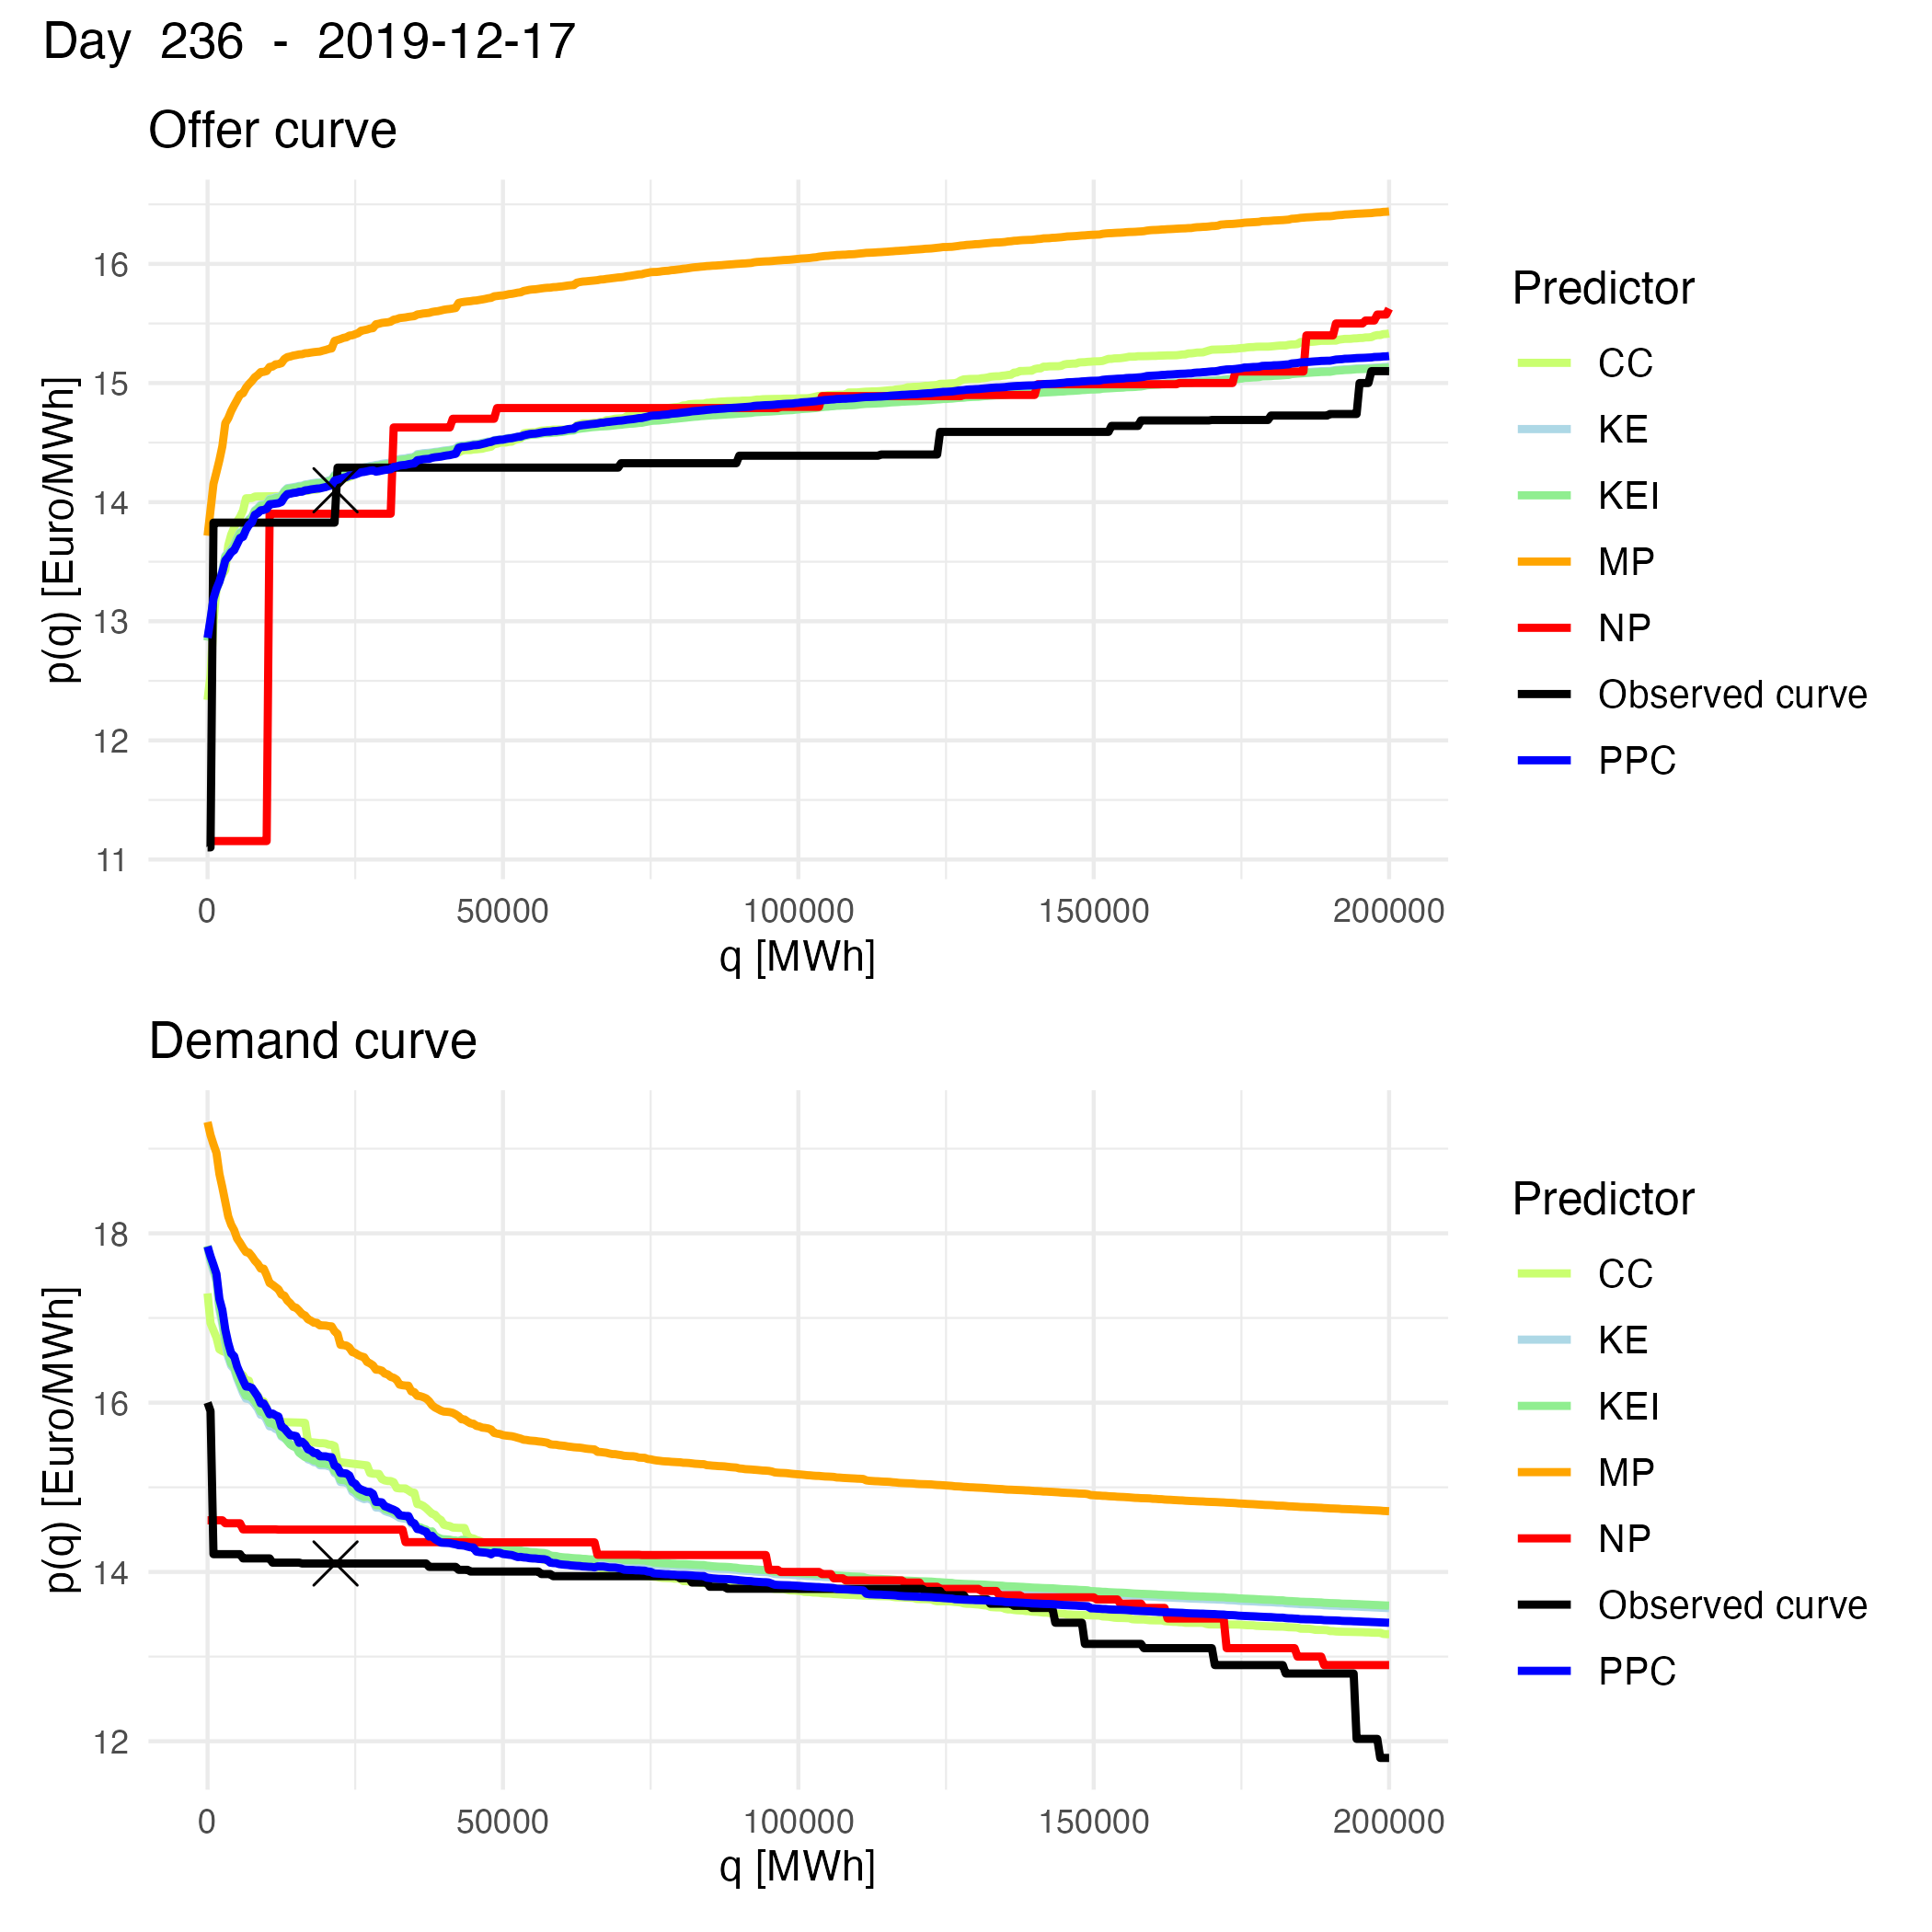 Day 236 - 2019-12-17
Offer curve
p(q) [Euro/MWh]
16
15
14
13
12
11
0 50000 100000 150000 200000
q [MWh]
Predictor
CC
KE
KEI
MP
NP
Observed curve
PPC
Demand curve
p(q) [Euro/MWh]
18
16
14
12
0 50000 100000 150000 200000
q [MWh]
Predictor
CC
KE
KEI
MP
NP
Observed curve
PPC